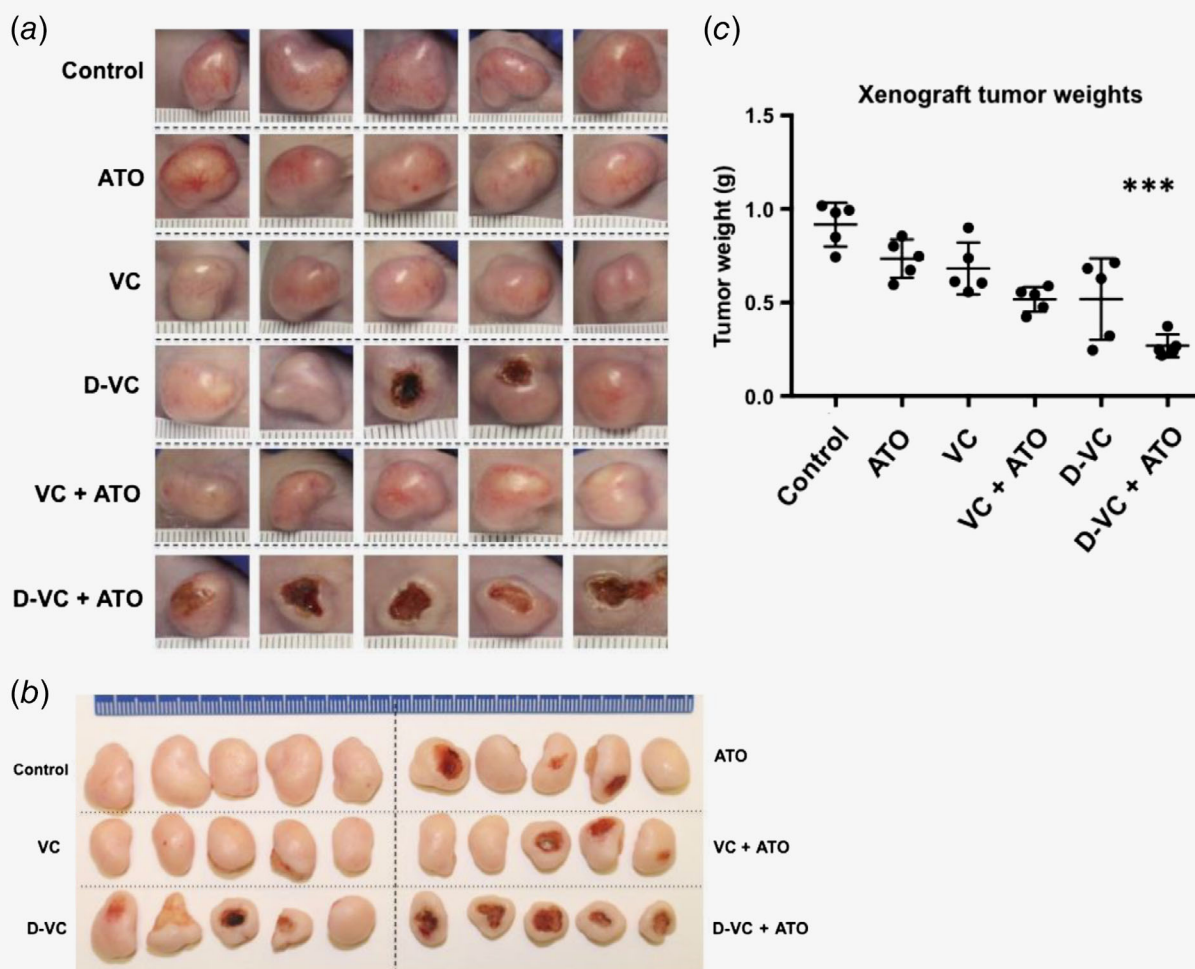 (a)
Control
ATO
VC
D-VC
VC + ATO
D-VC + ATO
(b)
Control
ATO
VC
VC + ATO
D-VC
D-VC + ATO
(c)
Xenograft tumor weights
Tumor weight (g)
1.5
1.0
0.5
0.0
***
Control
ATO
VC
VC + ATO
D-VC
D-VC + ATO